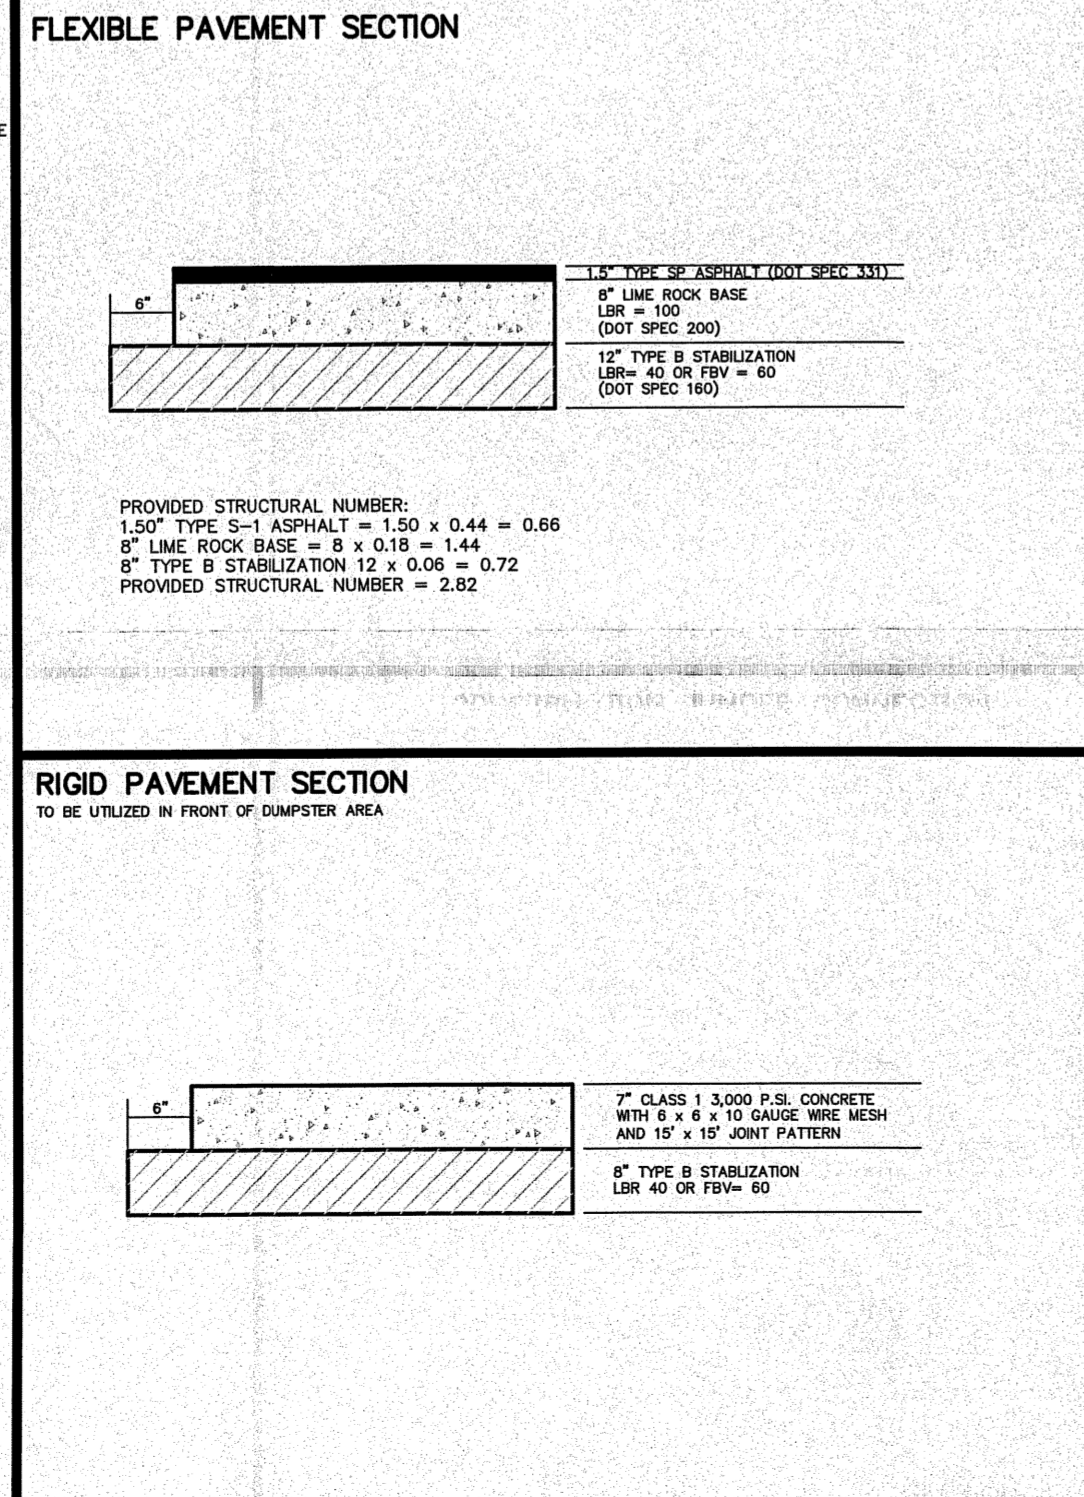 FLEXIBLE PAVEMENT SECTION
E
6"
1.5" TYPE SP ASPHALT (DOT SPEC 331)
8" LIME ROCK BASE
LBR = 100
(DOT SPEC 200)
12" TYPE B STABILIZATION
LBR= 40 OR FBV = 60
(DOT SPEC 160)
PROVIDED STRUCTURAL NUMBER:
1.50" TYPE S-1 ASPHALT = 1.50 x 0.44 = 0.66
8" LIME ROCK BASE = 8 x 0.18 = 1.44
8" TYPE B STABILIZATION 12 x 0.06 = 0.72
PROVIDED STRUCTURAL NUMBER = 2.82
RIGID PAVEMENT SECTION
TO BE UTILIZED IN FRONT OF DUMPSTER AREA
6"
7" CLASS 1 3,000 P.SI. CONCRETE
WITH 6 x 6 x 10 GAUGE WIRE MESH
AND 15' x 15' JOINT PATTERN
8" TYPE B STABLIZATION
LBR 40 OR FBV= 60